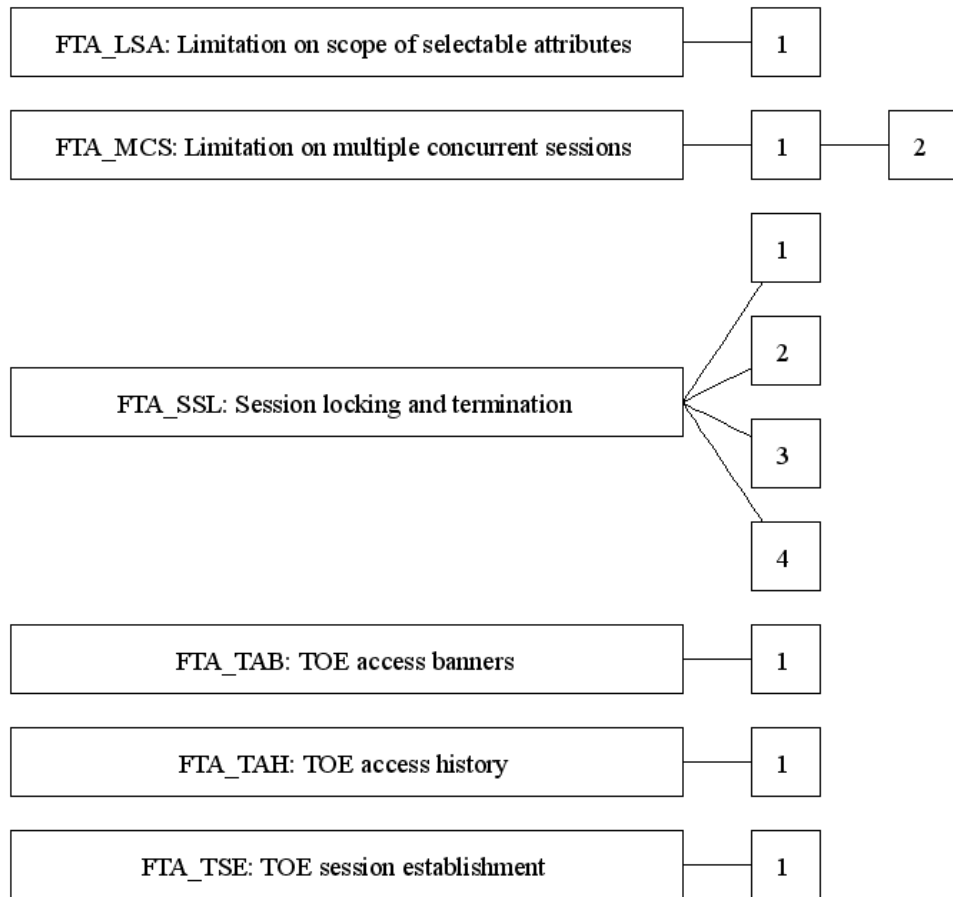 FTA_LSA: Limitation on scope of selectable attributes 1
FTA_MCS: Limitation on multiple concurrent sessions 1 2
1
2
FTA_SSL: Session locking and termination
3
4
FTA_TAB: TOE access banners 1
FTA_TAH: TOE access history 1
FTA_TSE: TOE session establishment 1